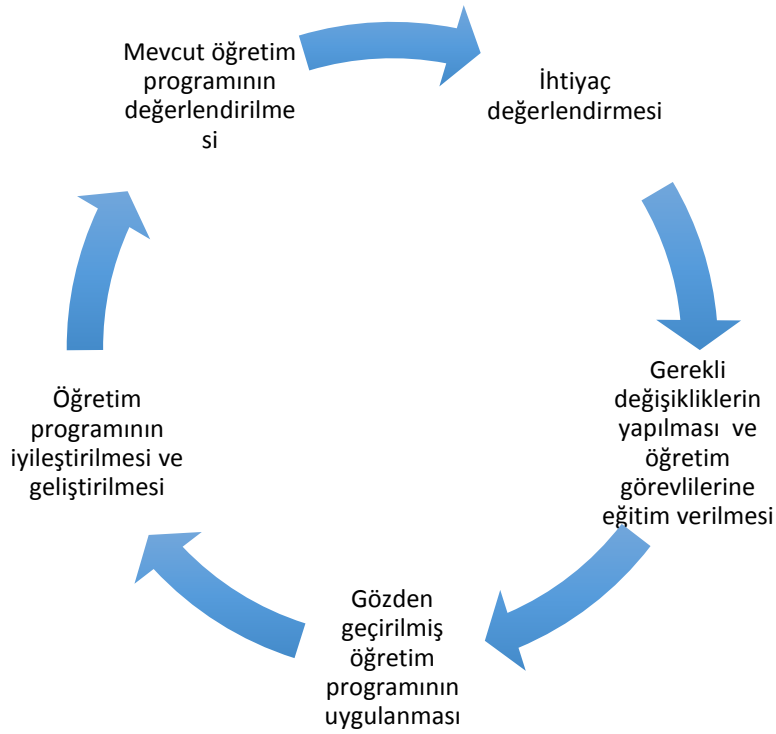 Mevcut öğretim
programının
değerlendirilme
si
İhtiyaç
değerlendirmesi
Gerekli
değişikliklerin
yapılması ve
öğretim
görevlilerine
eğitim verilmesi
Gözden
geçirilmiş
öğretim
programının
uygulanması
Öğretim
programının
iyileştirilmesi ve
geliştirilmesi